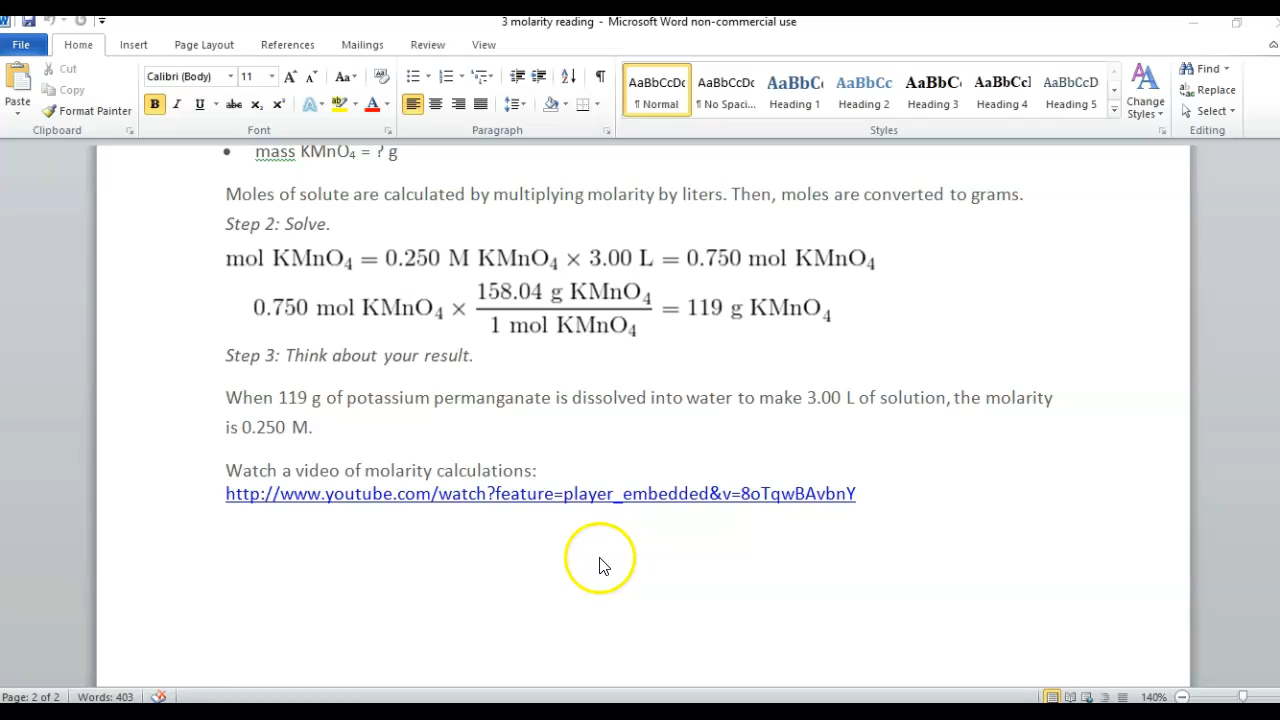 3 molarity reading - Microsoft Word non-commercial use
File Home Insert Page Layout References Mailings Review View
Paste
Cut
Copy
Format Painter
Clipboard
Calibri (Body) 11
Font
Paragraph
AaBbCcDc AaBbCcDc AaBbC AaBbCc AaBbC AaBbCcI AaBbCcD
¶ Normal ¶ No Spaci... Heading 1 Heading 2 Heading 3 Heading 4 Heading 5
Change Styles
Styles
Find
Replace
Select
Editing
• mass KMnO₄ = ? g
Moles of solute are calculated by multiplying molarity by liters. Then, moles are converted to grams.
Step 2: Solve.
mol KMnO₄ = 0.250 M KMnO₄ × 3.00 L = 0.750 mol KMnO₄
0.750 mol KMnO₄ × 158.04 g KMnO₄ / 1 mol KMnO₄ = 119 g KMnO₄
Step 3: Think about your result.
When 119 g of potassium permanganate is dissolved into water to make 3.00 L of solution, the molarity
is 0.250 M.
Watch a video of molarity calculations:
http://www.youtube.com/watch?feature=player_embedded&v=8oTqwBAvbnY
Page: 2 of 2 Words: 403 140%